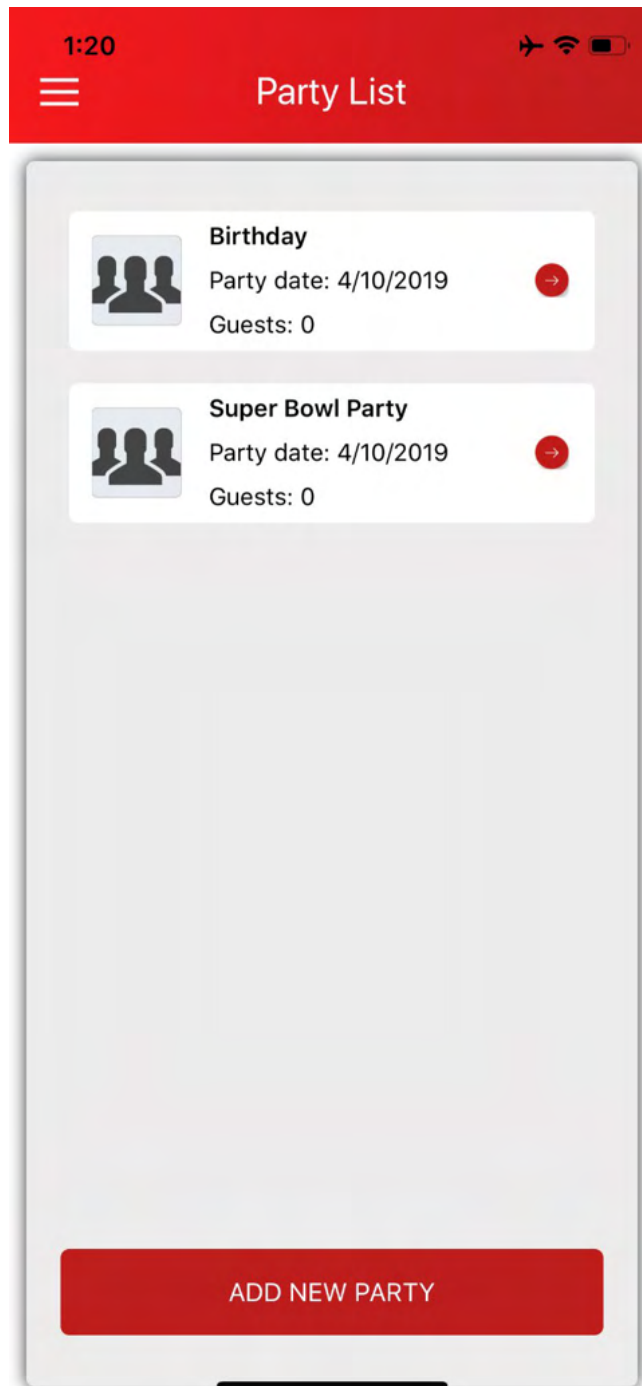 1:20
Party List
Birthday
Party date: 4/10/2019
Guests: 0
Super Bowl Party
Party date: 4/10/2019
Guests: 0
ADD NEW PARTY